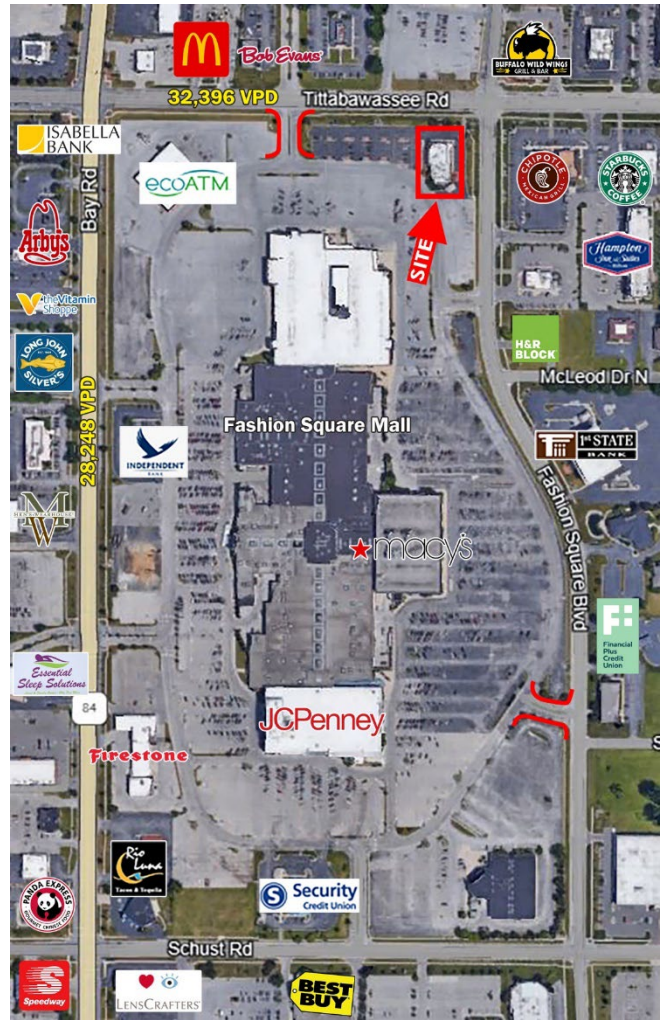 Bob Evans
BUFFALO WILD WINGS
GRILL & BAR
32,396 VPD
Tittabawassee Rd
ISABELLA
BANK
ecoATM
CHIPOTLE
MEXICAN GRILL
STARBUCKS
COFFEE
Bay Rd
Arby's
SITE
Hampton
Inn & Suites
by Hilton
the Vitamin
Shoppe
H&R
BLOCK
LONG JOHN
SILVER'S
McLeod Dr N
28,248 VPD
Fashion Square Mall
INDEPENDENT
BANK
1st STATE
BANK
Fashion Square Blvd
MW
macy's
F
Financial
Plus
Credit
Union
Essential
Sleep Solutions
84
JCPenney
S
Firestone
Rio
Luna
Tacos & Tequila
PANDA EXPRESS
GOURMET CHINESE FOOD
S Security
Credit Union
Schust Rd
S
Speedway
LENSCRAFTERS
BEST
BUY